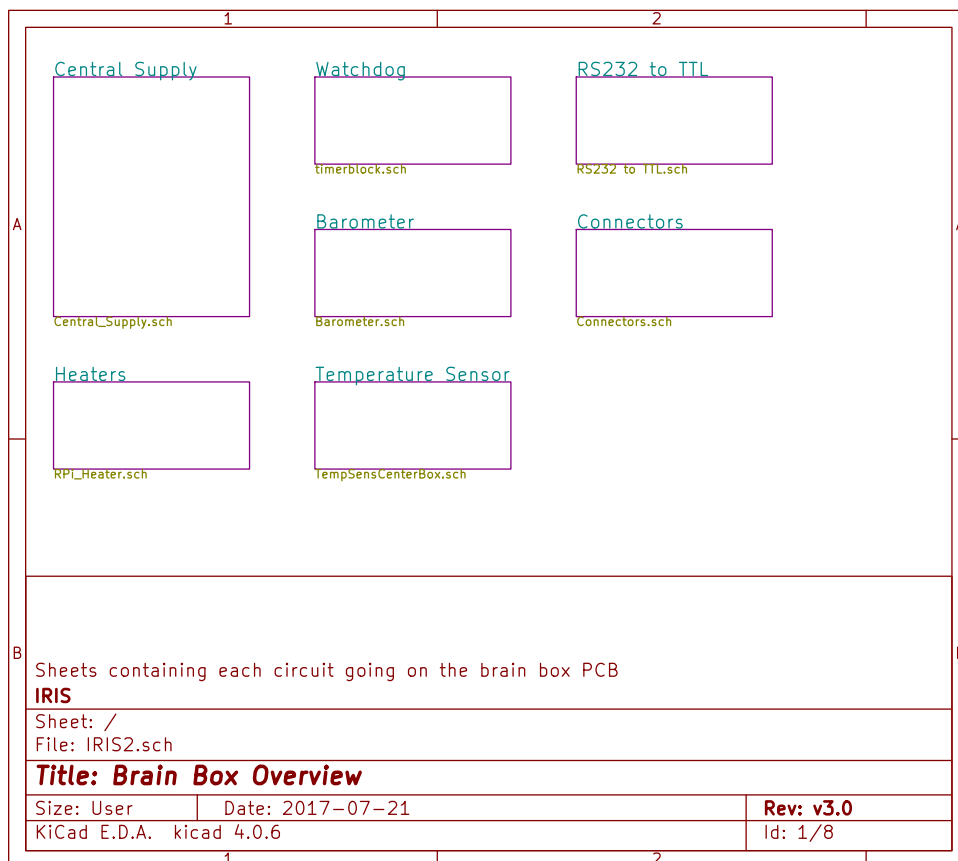 1 2
Central Supply Watchdog RS232 to TTL
timerblock.sch RS232 to TTL.sch
A
Barometer Connectors
Central_Supply.sch Barometer.sch Connectors.sch
Heaters Temperature Sensor
RPi_Heater.sch TempSensCenterBox.sch
B
Sheets containing each circuit going on the brain box PCB
IRIS
Sheet: /
File: IRIS2.sch
Title: Brain Box Overview
Size: User Date: 2017-07-21 Rev: v3.0
KiCad E.D.A. kicad 4.0.6 Id: 1/8
1 2